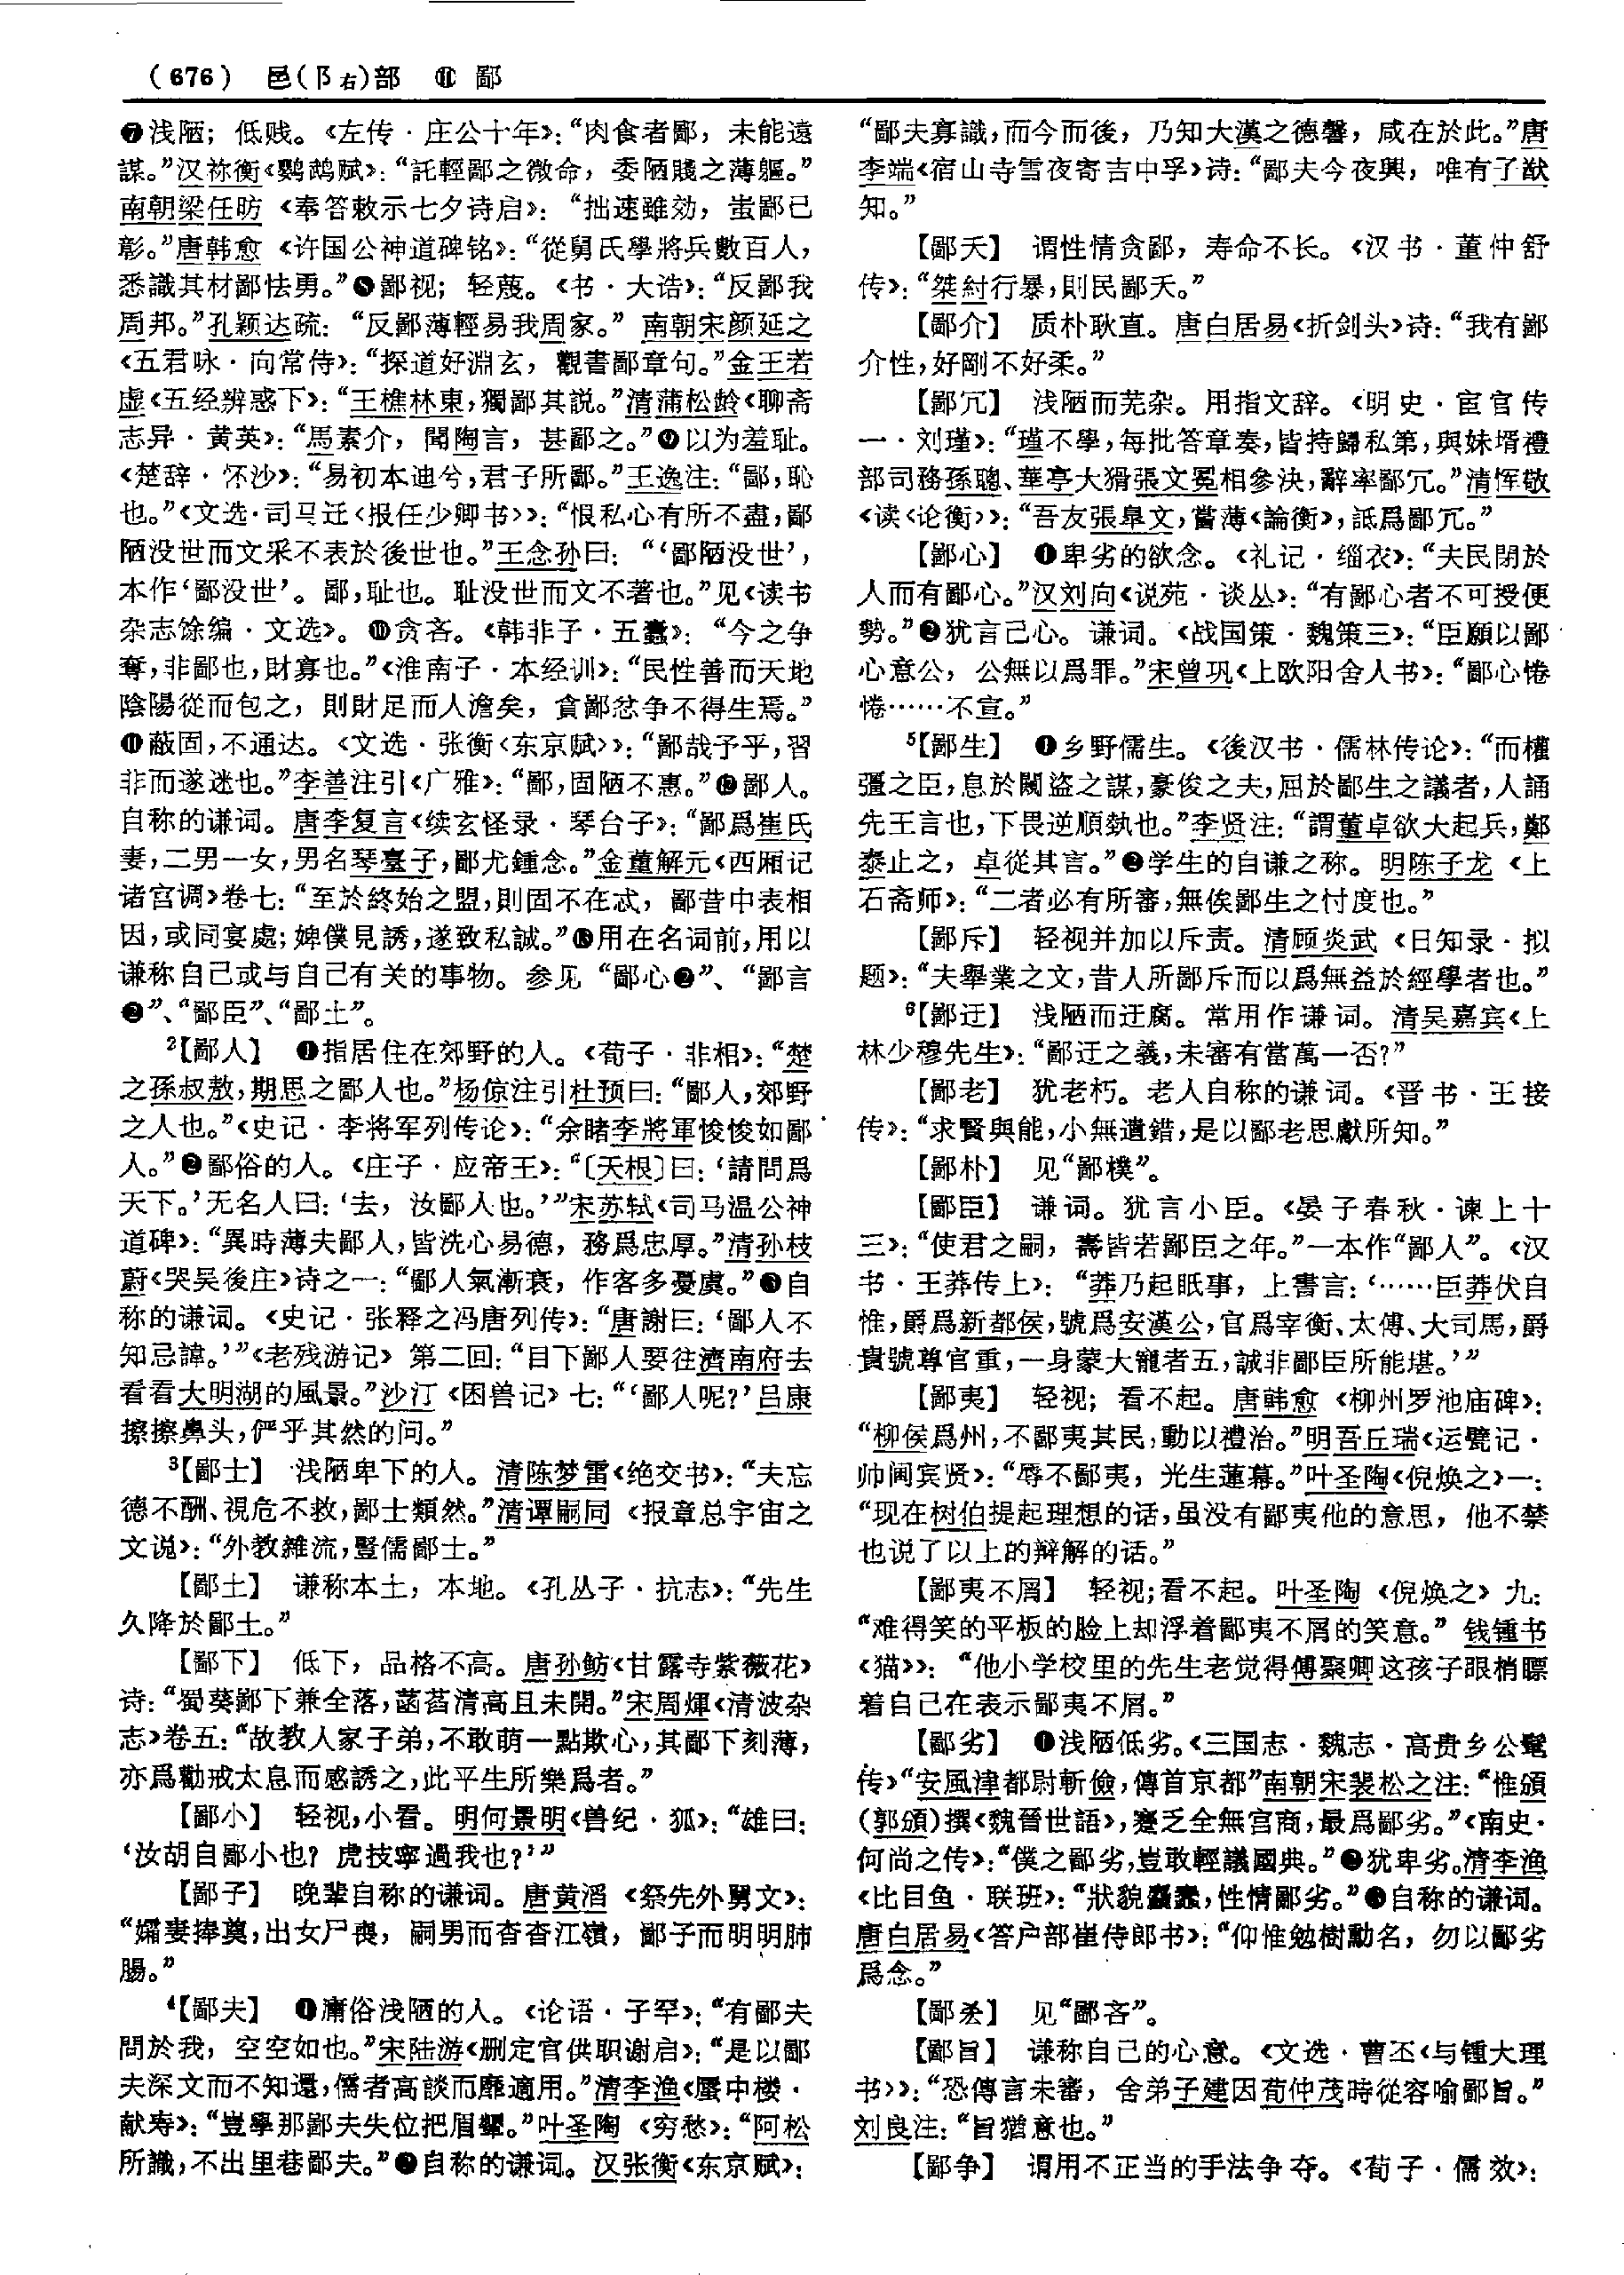 （676） 邑(阝右)部 ⑪ 鄙
❼浅陋；低贱。《左传·庄公十年》：“肉食者鄙，未能遠
謀。”汉祢衡《鹦鹉赋》：“託輕鄙之微命，委陋賤之薄軀。”
南朝梁任昉《奉答敕示七夕诗启》：“拙速雖効，蚩鄙已
彰。”唐韩愈《许国公神道碑铭》：“從舅氏學將兵數百人，
悉識其材鄙怯勇。”❽鄙视；轻蔑。《书·大诰》：“反鄙我
周邦。”孔颖达疏：“反鄙薄輕易我周家。”南朝宋颜延之
《五君咏·向常侍》：“探道好淵玄，觀書鄙章句。”金王若
虚《五经辨惑下》：“王樵林東，獨鄙其説。”清蒲松龄《聊斋
志异·黄英》：“馬素介，聞陶言，甚鄙之。”❾以为羞耻。
《楚辞·怀沙》：“易初本迪兮，君子所鄙。”王逸注：“鄙，恥
也。”《文选·司马迁〈报任少卿书〉》：“恨私心有所不盡，鄙
陋没世而文采不表於後世也。”王念孙曰：“‘鄙陋没世’，
本作‘鄙没世’。鄙，耻也。耻没世而文不著也。”见《读书
杂志馀编·文选》。❿贪吝。《韩非子·五蠹》：“今之争
奪，非鄙也，財寡也。”《淮南子·本经训》：“民性善而天地
陰陽從而包之，則財足而人澹矣，貪鄙忿争不得生焉。”
⓫蔽固，不通达。《文选·张衡〈东京赋〉》：“鄙哉予乎，習
非而遂迷也。”李善注引《广雅》：“鄙，固陋不惠。”⓬鄙人。
自称的谦词。唐李复言《续玄怪录·琴台子》：“鄙爲崔氏
妻，二男一女，男名琴臺子，鄙尤鍾念。”金董解元《西厢记
诸宫调》卷七：“至於終始之盟，則固不在忒，鄙昔中表相
因，或同宴處；婢僕見誘，遂致私誠。”⓭用在名词前，用以
谦称自己或与自己有关的事物。参见“鄙心❷”、“鄙言
❷”、“鄙臣”、“鄙土”。
2【鄙人】 ❶指居住在郊野的人。《荀子·非相》：“楚
之孫叔敖，期思之鄙人也。”杨倞注引杜预曰：“鄙人，郊野
之人也。”《史记·李将军列传论》：“余睹李將軍悛悛如鄙
人。”❷鄙俗的人。《庄子·应帝王》：“〔天根〕曰：‘請問爲
天下。’无名人曰：‘去，汝鄙人也。’”宋苏轼《司马温公神
道碑》：“異時薄夫鄙人，皆洗心易德，務爲忠厚。”清孙枝
蔚《哭吴後庄》诗之一：“鄙人氣漸衰，作客多憂虞。”❸自
称的谦词。《史记·张释之冯唐列传》：“唐謝曰：‘鄙人不
知忌諱。’”《老残游记》第二回：“目下鄙人要往濟南府去
看看大明湖的風景。”沙汀《困兽记》七：“‘鄙人呢？’吕康
擦擦鼻头，俨乎其然的问。”
3【鄙士】 浅陋卑下的人。清陈梦雷《绝交书》：“夫忘
德不酬、視危不救，鄙士類然。”清谭嗣同《报章总宇宙之
文说》：“外教雜流，豎儒鄙士。”
【鄙土】 谦称本土，本地。《孔丛子·抗志》：“先生
久降於鄙土。”
【鄙下】 低下，品格不高。唐孙鲂《甘露寺紫薇花》
诗：“蜀葵鄙下兼全落，菡萏清高且未開。”宋周煇《清波杂
志》卷五：“故教人家子弟，不敢萌一點欺心，其鄙下刻薄，
亦爲勸戒太息而感誘之，此平生所樂爲者。”
【鄙小】 轻视，小看。明何景明《兽纪·狐》：“雄曰：
‘汝胡自鄙小也？虎技寧過我也？’”
【鄙子】 晚辈自称的谦词。唐黄滔《祭先外舅文》：
“孀妻捧奠，出女尸喪，嗣男而杳杳江嶺，鄙子而明明肺
腸。”
4【鄙夫】 ❶庸俗浅陋的人。《论语·子罕》：“有鄙夫
問於我，空空如也。”宋陆游《删定官供职谢启》：“是以鄙
夫深文而不知還，儒者高談而靡適用。”清李渔《蜃中楼·
献寿》：“豈學那鄙夫失位把眉顰。”叶圣陶《穷愁》：“阿松
所識，不出里巷鄙夫。”❷自称的谦词。汉张衡《东京赋》：
“鄙夫寡識，而今而後，乃知大漢之德馨，咸在於此。”唐
李端《宿山寺雪夜寄吉中孚》诗：“鄙夫今夜興，唯有子猷
知。”
【鄙夭】 谓性情贪鄙，寿命不长。《汉书·董仲舒
传》：“桀紂行暴，則民鄙夭。”
【鄙介】 质朴耿直。唐白居易《折剑头》诗：“我有鄙
介性，好剛不好柔。”
【鄙冗】 浅陋而芜杂。用指文辞。《明史·宦官传
一·刘瑾》：“瑾不學，每批答章奏，皆持歸私第，與妹壻禮
部司務孫聰、華亭大猾張文冕相參決，辭率鄙冗。”清恽敬
《读〈论衡〉》：“吾友張皐文，嘗薄《論衡》，詆爲鄙冗。”
【鄙心】 ❶卑劣的欲念。《礼记·缁衣》：“夫民閉於
人而有鄙心。”汉刘向《说苑·谈丛》：“有鄙心者不可授便
勢。”❷犹言己心。谦词。《战国策·魏策三》：“臣願以鄙
心意公，公無以爲罪。”宋曾巩《上欧阳舍人书》：“鄙心惓
惓……不宣。”
5【鄙生】 ❶乡野儒生。《後汉书·儒林传论》：“而權
彊之臣，息於闚盜之謀，豪俊之夫，屈於鄙生之議者，人誦
先王言也，下畏逆順埶也。”李贤注：“謂董卓欲大起兵，鄭
泰止之，卓從其言。”❷学生的自谦之称。明陈子龙《上
石斋师》：“二者必有所審，無俟鄙生之忖度也。”
【鄙斥】 轻视并加以斥责。清顾炎武《日知录·拟
题》：“夫舉業之文，昔人所鄙斥而以爲無益於經學者也。”
6【鄙迂】 浅陋而迂腐。常用作谦词。清吴嘉宾《上
林少穆先生》：“鄙迂之義，未審有當萬一否？”
【鄙老】 犹老朽。老人自称的谦词。《晋书·王接
传》：“求賢與能，小無遺錯，是以鄙老思獻所知。”
【鄙朴】 见“鄙樸”。
【鄙臣】 谦词。犹言小臣。《晏子春秋·谏上十
三》：“使君之嗣，壽皆若鄙臣之年。”一本作“鄙人”。《汉
书·王莽传上》：“莽乃起眡事，上書言：‘……臣莽伏自
惟，爵爲新都侯，號爲安漢公，官爲宰衡、太傅、大司馬，爵
貴號尊官重，一身蒙大寵者五，誠非鄙臣所能堪。’”
【鄙夷】 轻视；看不起。唐韩愈《柳州罗池庙碑》：
“柳侯爲州，不鄙夷其民，動以禮治。”明吾丘瑞《运甓记·
帅阃宾贤》：“辱不鄙夷，光生蓮幕。”叶圣陶《倪焕之》一：
“现在树伯提起理想的话，虽没有鄙夷他的意思，他不禁
也说了以上的辩解的话。”
【鄙夷不屑】 轻视；看不起。叶圣陶《倪焕之》九：
“难得笑的平板的脸上却浮着鄙夷不屑的笑意。”钱锺书
《猫》》：“他小学校里的先生老觉得傅聚卿这孩子眼梢瞟
着自己在表示鄙夷不屑。”
【鄙劣】 ❶浅陋低劣。《三国志·魏志·高贵乡公髦
传》“安風津都尉斬儉，傳首京都”南朝宋裴松之注：“惟頒
（郭頒）撰《魏晉世語》，蹇乏全無宫商，最爲鄙劣。”《南史·
何尚之传》：“僕之鄙劣，豈敢輕議國典。”❷犹卑劣。清李渔
《比目鱼·联班》：“狀貌蠢，性情鄙劣。”❸自称的谦词。
唐白居易《答户部崔侍郎书》：“仰惟勉樹勳名，勿以鄙劣
爲念。”
【鄙𠫤】 见“鄙吝”。
【鄙旨】 谦称自己的心意。《文选·曹丕〈与锺大理
书〉》：“恐傳言未審，舍弟子建因荀仲茂時從容喻鄙旨。”
刘良注：“旨猶意也。”
【鄙争】 谓用不正当的手法争夺。《荀子·儒效》：